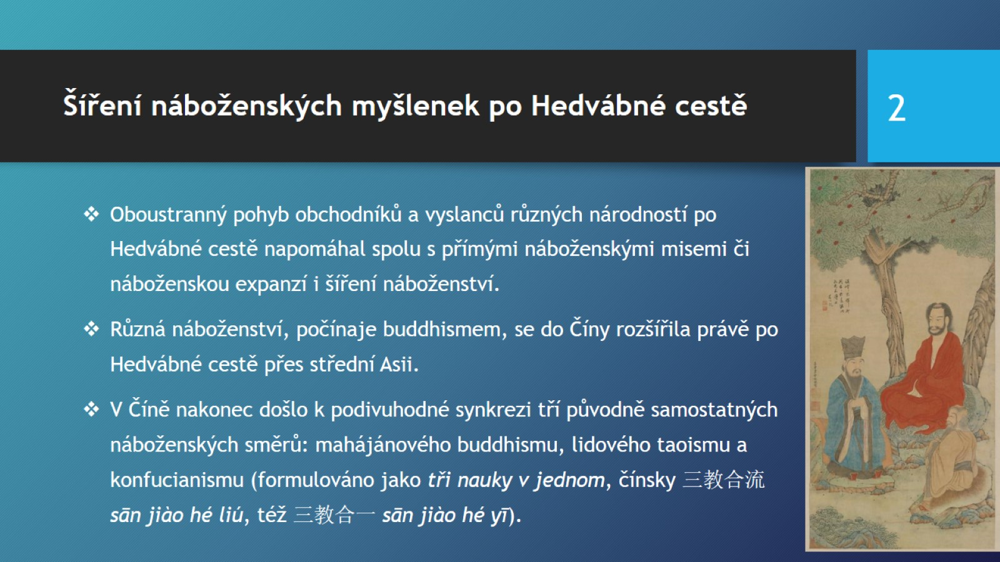 Šíření náboženských myšlenek po Hedvábné cestě
2
❖ Oboustranný pohyb obchodníků a vyslanců různých národností po
Hedvábné cestě napomáhal spolu s přímými náboženskými misemi či
náboženskou expanzí i šíření náboženství.
❖ Různá náboženství, počínaje buddhismem, se do Číny rozšířila právě po
Hedvábné cestě přes střední Asii.
❖ V Číně nakonec došlo k podivuhodné synkrezi tří původně samostatných
náboženských směrů: mahájánového buddhismu, lidového taoismu a
konfucianismu (formulováno jako tři nauky v jednom, čínsky 三教合流
sān jiào hé liú, též 三教合一 sān jiào hé yī).